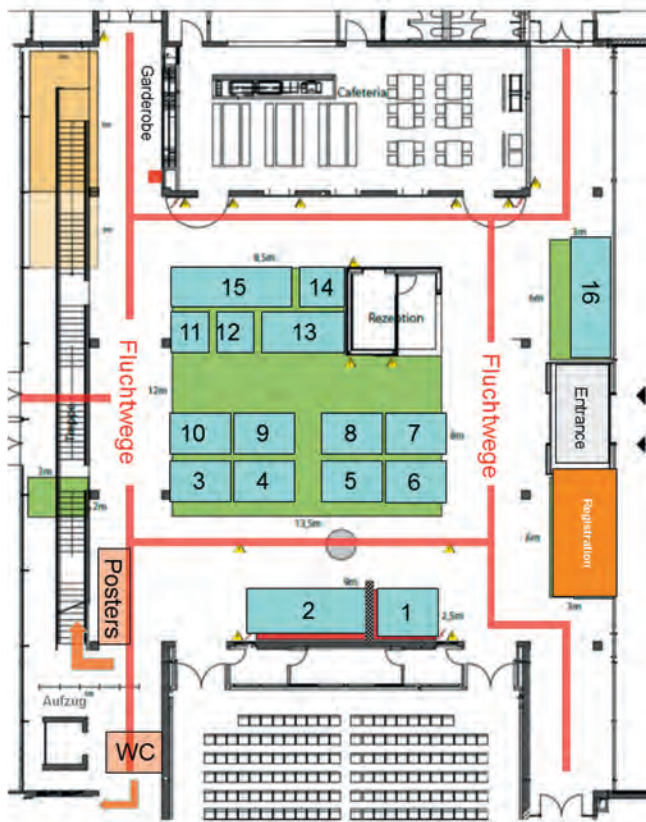 Garderobe
Cafeteria
8,5m
3m
15
14
Rezeption
16
6m
11
12
13
Fluchtwege
Fluchtwege
12m
Entrance
10
9
8
7
8m
3
4
5
6
3m
2m
13,5m
Registration
6m
3m
Posters
9m
2
1
2,5m
Aufzug
WC